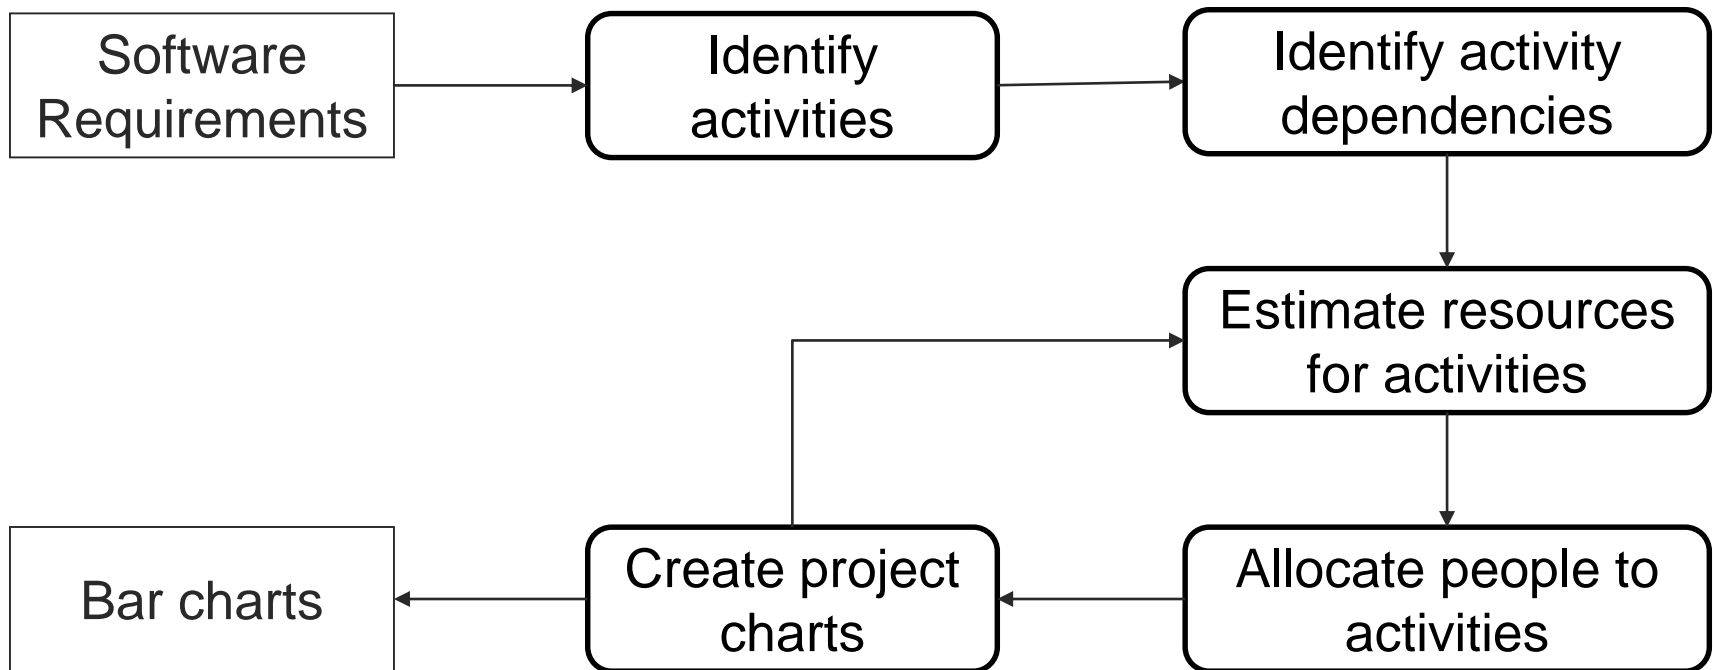 Software
Requirements
Identify
activities
Identify activity
dependencies
Estimate resources
for activities
Bar charts
Create project
charts
Allocate people to
activities